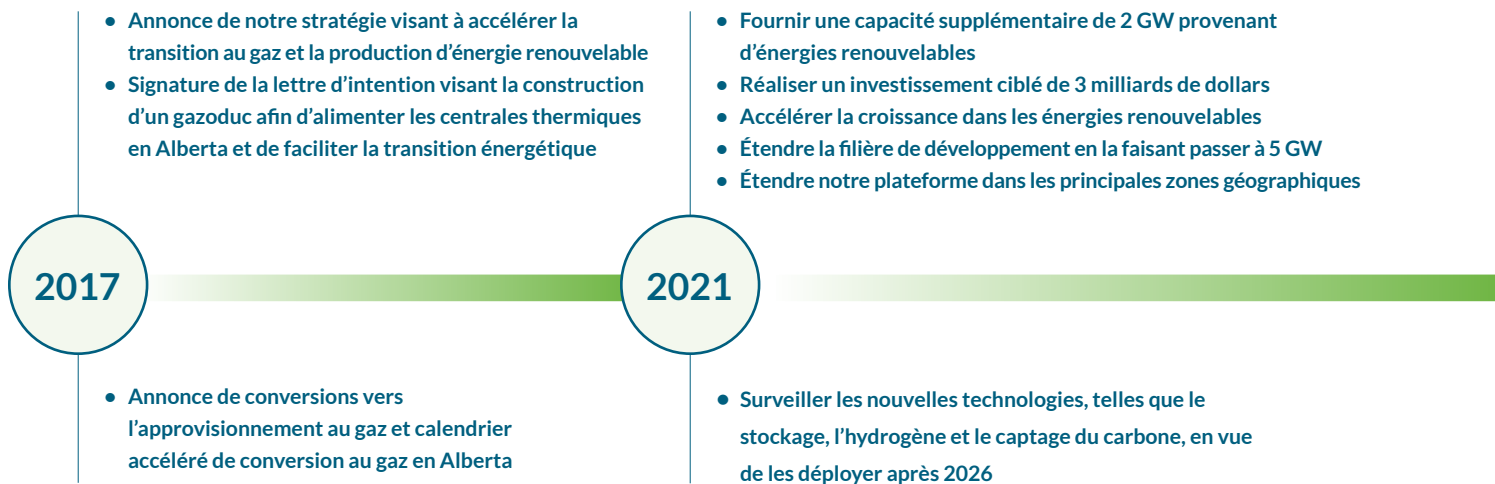 • Annonce de notre stratégie visant à accélérer la
transition au gaz et la production d’énergie renouvelable
• Signature de la lettre d’intention visant la construction
d’un gazoduc afin d’alimenter les centrales thermiques
en Alberta et de faciliter la transition énergétique
2017
• Annonce de conversions vers
l’approvisionnement au gaz et calendrier
accéléré de conversion au gaz en Alberta
• Fournir une capacité supplémentaire de 2 GW provenant
d’énergies renouvelables
• Réaliser un investissement ciblé de 3 milliards de dollars
• Accélérer la croissance dans les énergies renouvelables
• Étendre la filière de développement en la faisant passer à 5 GW
• Étendre notre plateforme dans les principales zones géographiques
2021
• Surveiller les nouvelles technologies, telles que le
stockage, l’hydrogène et le captage du carbone, en vue
de les déployer après 2026